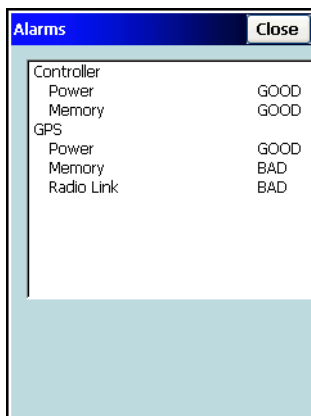 Alarms Close
Controller
Power GOOD
Memory GOOD
GPS
Power GOOD
Memory BAD
Radio Link BAD